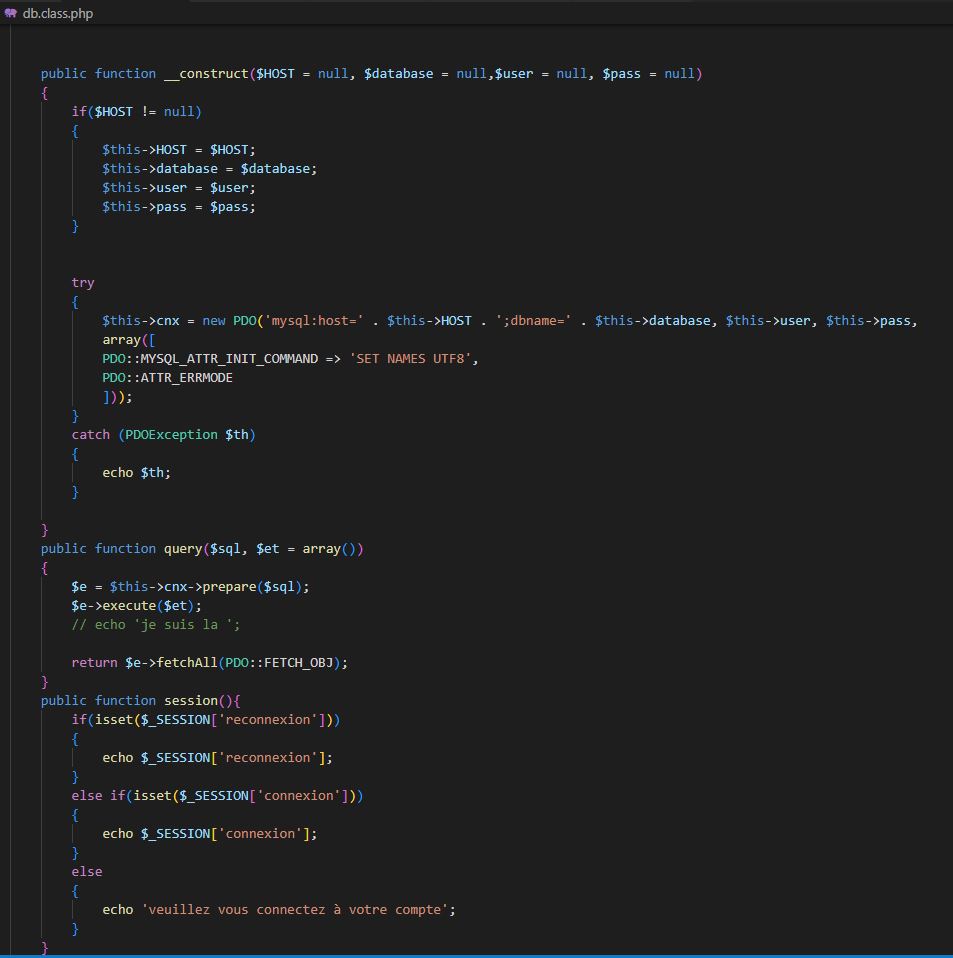 db.class.php
public function __construct($HOST = null, $database = null,$user = null, $pass = null)
{
if($HOST != null)
{
$this->HOST = $HOST;
$this->database = $database;
$this->user = $user;
$this->pass = $pass;
}
try
{
$this->cnx = new PDO('mysql:host=' . $this->HOST . ';dbname=' . $this->database, $this->user, $this->pass,
array([
PDO::MYSQL_ATTR_INIT_COMMAND => 'SET NAMES UTF8',
PDO::ATTR_ERRMODE
]));
}
catch (PDOException $th)
{
echo $th;
}
}
public function query($sql, $et = array())
{
$e = $this->cnx->prepare($sql);
$e->execute($et);
// echo 'je suis la ';
return $e->fetchAll(PDO::FETCH_OBJ);
}
public function session(){
if(isset($_SESSION['reconnexion']))
{
echo $_SESSION['reconnexion'];
}
else if(isset($_SESSION['connexion']))
{
echo $_SESSION['connexion'];
}
else
{
echo 'veuillez vous connectez à votre compte';
}
}